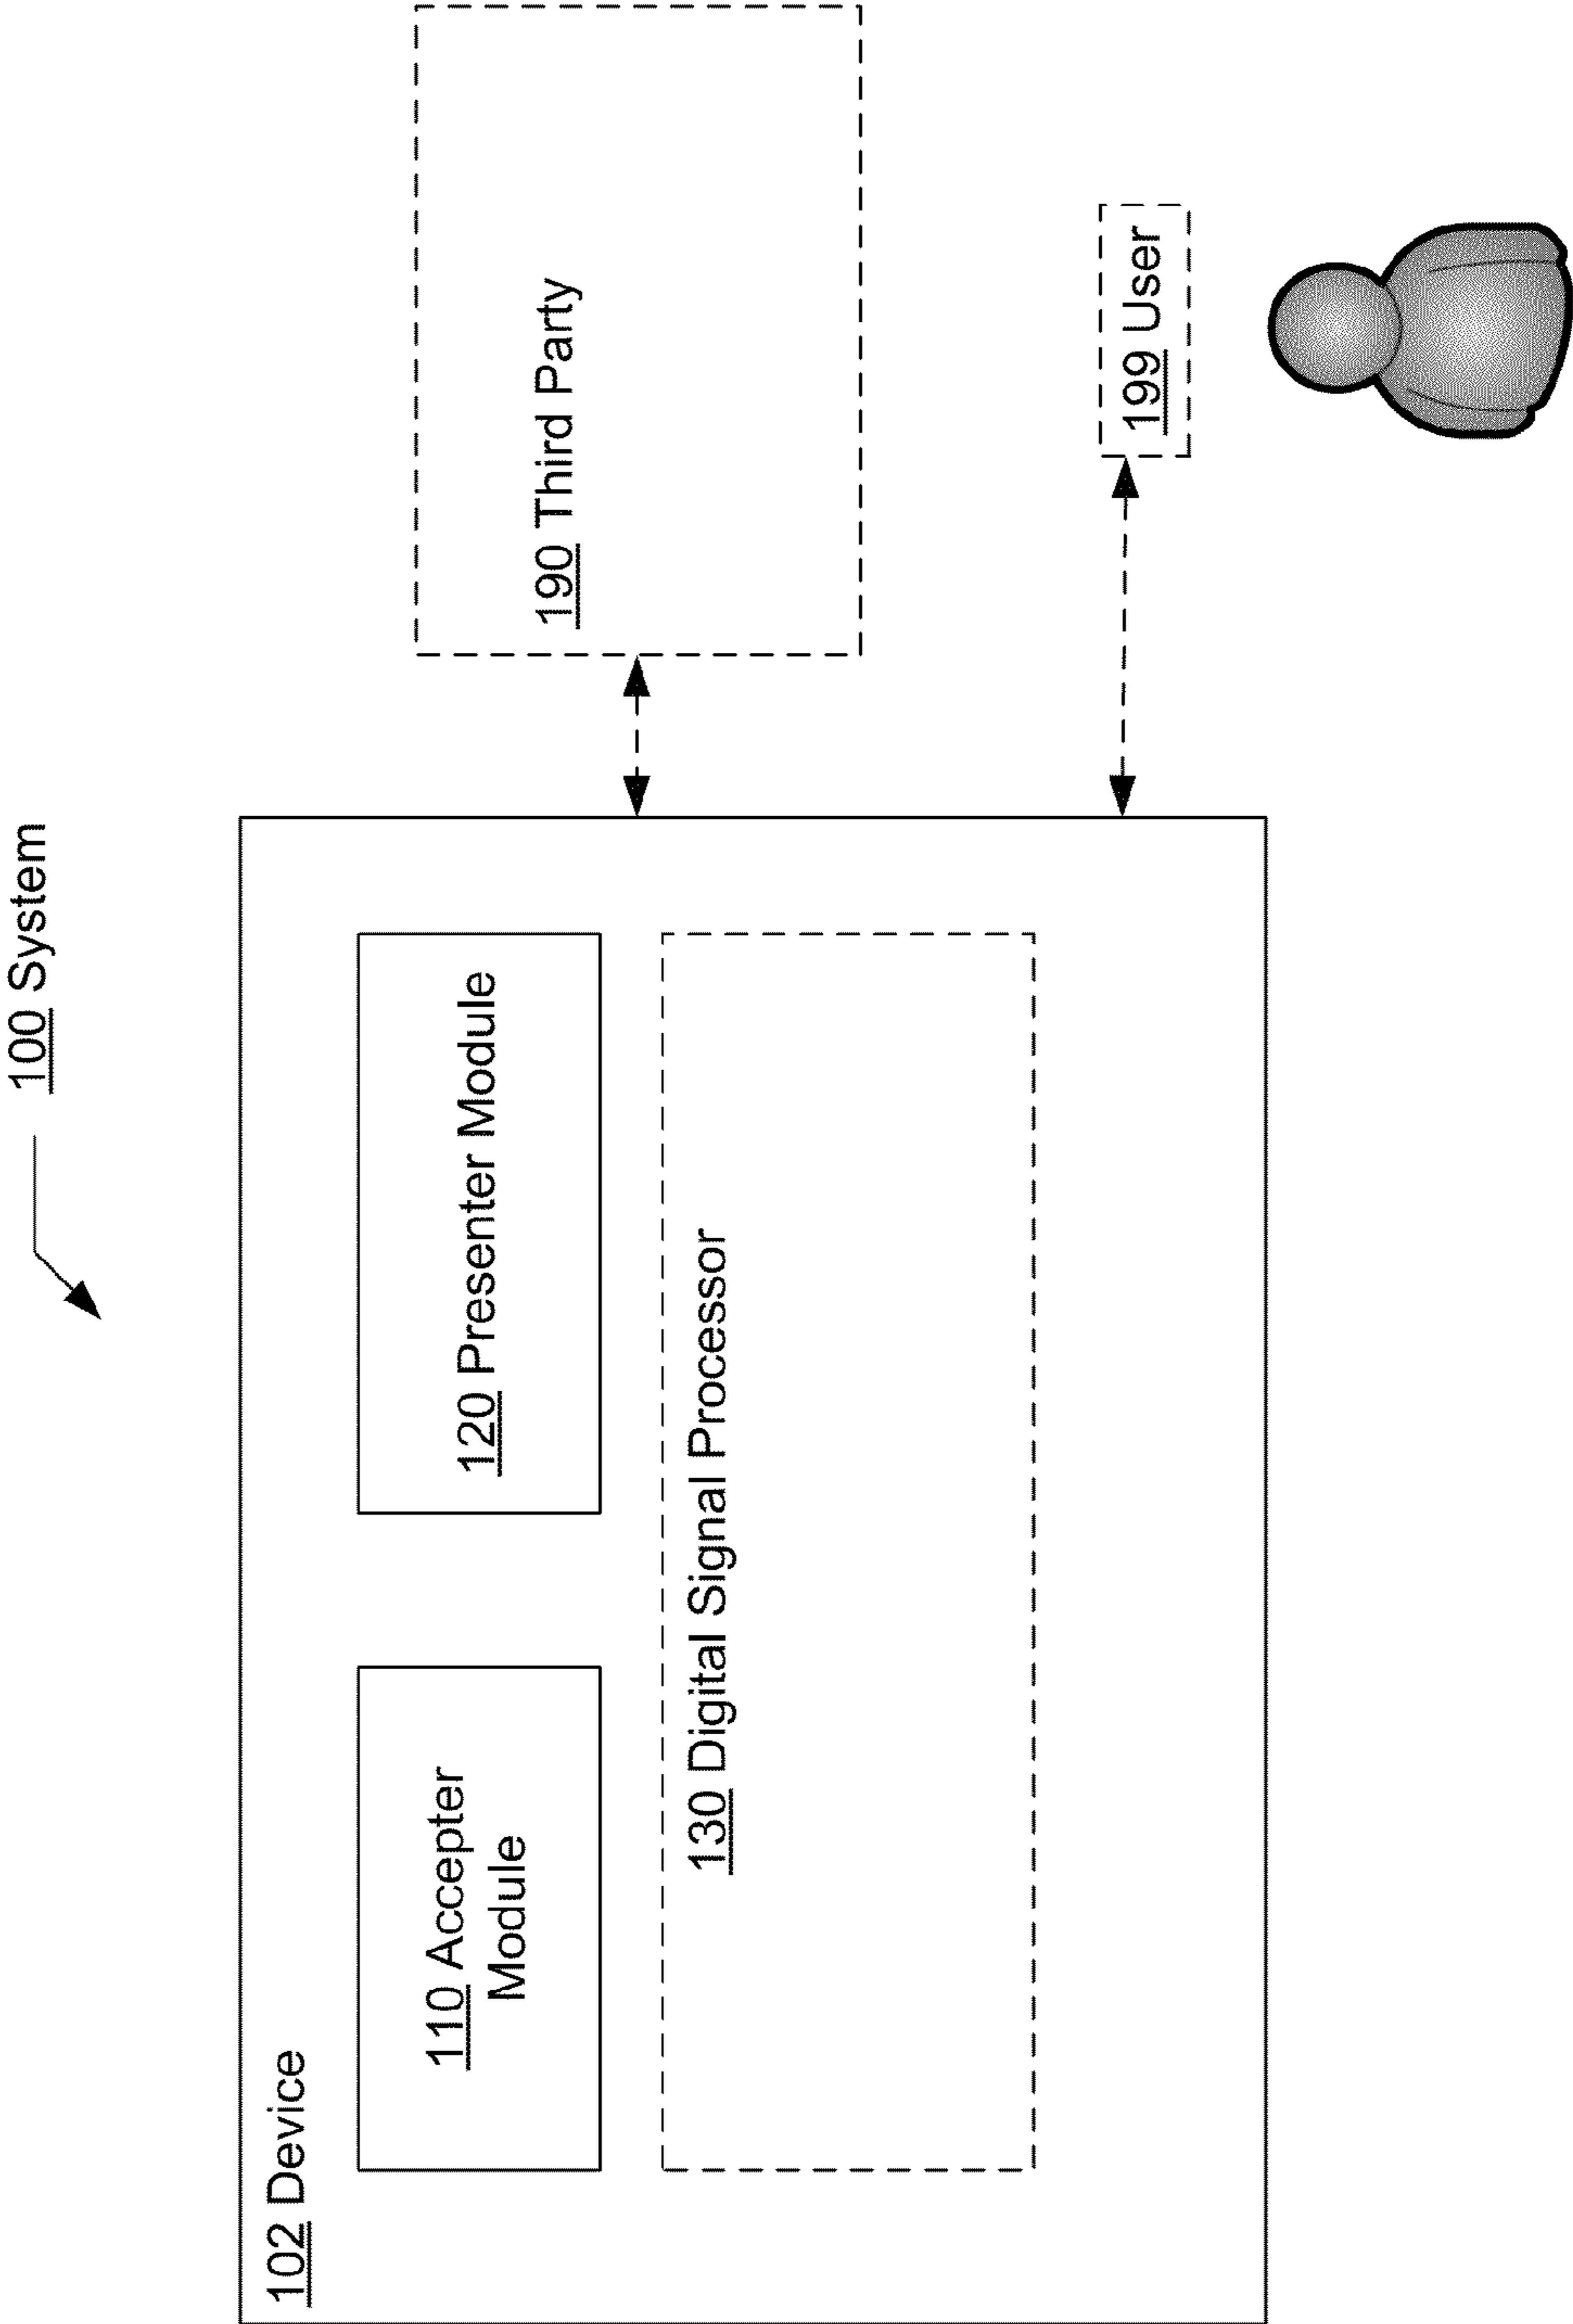 100 System
102 Device
110 Accepter
Module
120 Presenter Module
130 Digital Signal Processor
190 Third Party
199 User